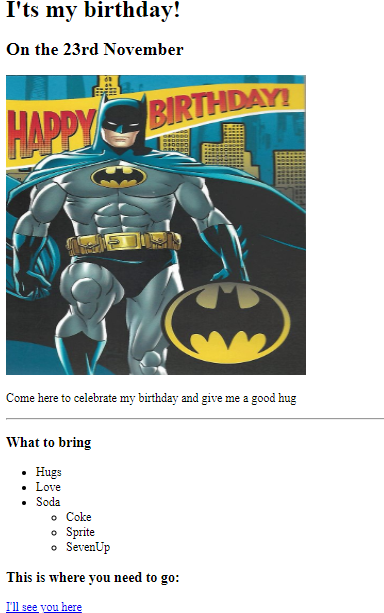 I'ts my birthday!
On the 23rd November
HAPPY BIRTHDAY!
Come here to celebrate my birthday and give me a good hug
What to bring
Hugs
Love
Soda
Coke
Sprite
SevenUp
This is where you need to go:
I'll see you here